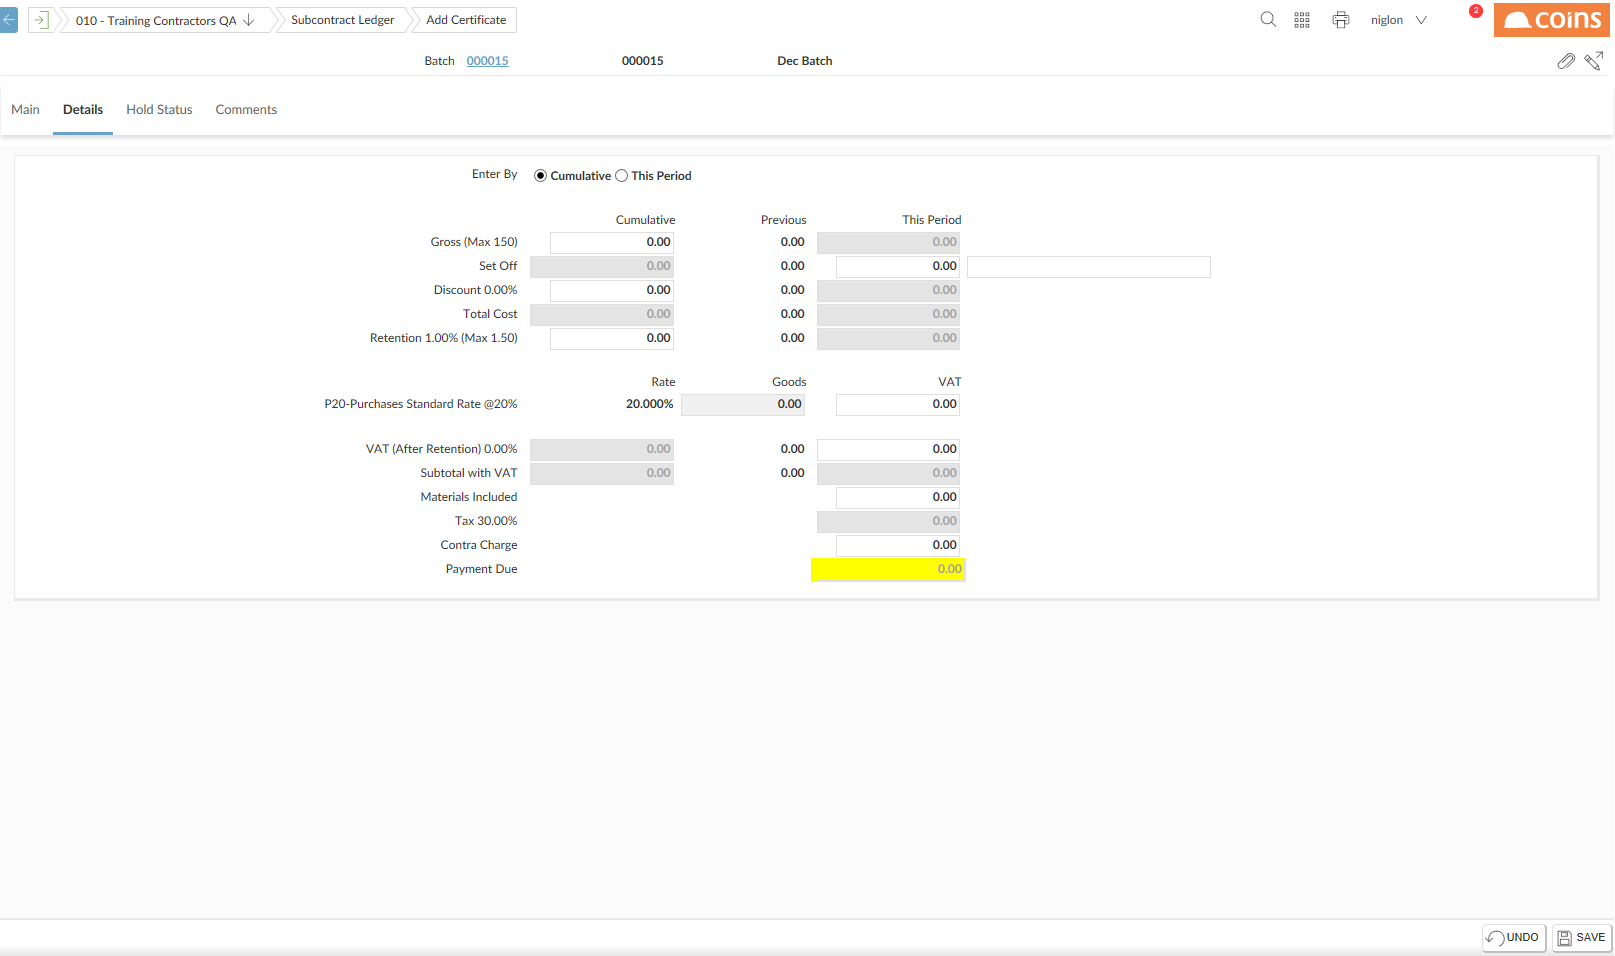 010 - Training Contractors QA Subcontract Ledger Add Certificate niglon 2 coins
Batch 000015 000015 Dec Batch
Main Details Hold Status Comments
Enter By Cumulative This Period
Cumulative Previous This Period
Gross (Max 150) 0.00 0.00 0.00
Set Off 0.00 0.00 0.00
Discount 0.00% 0.00 0.00 0.00
Total Cost 0.00 0.00 0.00
Retention 1.00% (Max 1.50) 0.00 0.00 0.00
Rate Goods VAT
P20-Purchases Standard Rate @20% 20.000% 0.00 0.00
VAT (After Retention) 0.00% 0.00 0.00 0.00
Subtotal with VAT 0.00 0.00 0.00
Materials Included 0.00
Tax 30.00% 0.00
Contra Charge 0.00
Payment Due 0.00
UNDO SAVE